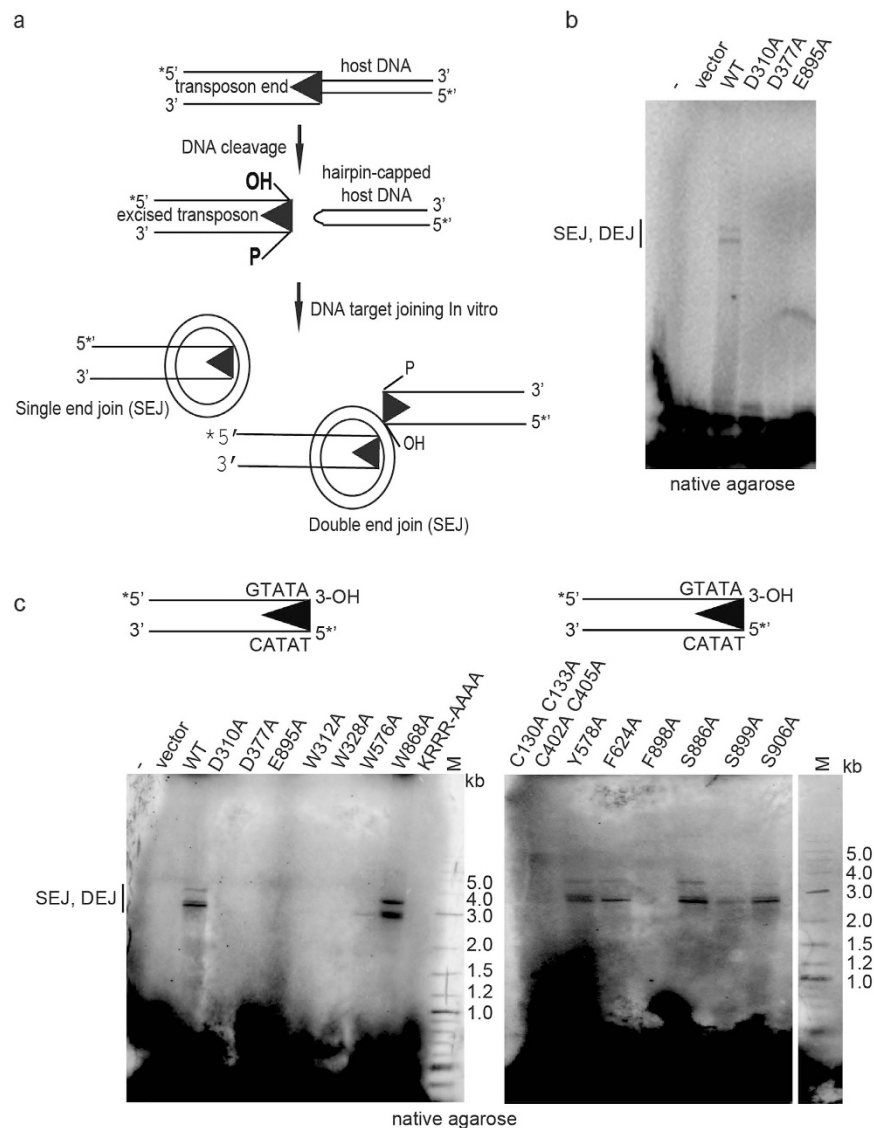 a
*5'
host DNA
3'
transposon end
3'
5*'
DNA cleavage
OH
hairpin-capped
host DNA
*5'
3'
excised transposon
3'
5*'
P
DNA target joining In vitro
5*'
3'
Single end join (SEJ)
P
3'
*5'
5*'
OH
3'
Double end join (SEJ)
b
-
vector
WT
D310A
D377A
E895A
SEJ, DEJ
native agarose
c
GTATA
*5'
3-OH
3'
5*'
CATAT
GTATA
*5'
3-OH
3'
5*'
CATAT
-
vector
WT
D310A
D377A
E895A
W312A
W328A
W576A
W868A
KRRR-AAAA
M
kb
SEJ, DEJ
5.0
4.0
3.0
2.0
1.5
1.2
1.0
C130A C133A
C402A C405A
Y578A
F624A
F898A
S886A
S899A
S906A
M
kb
5.0
4.0
3.0
2.0
1.5
1.2
1.0
native agarose